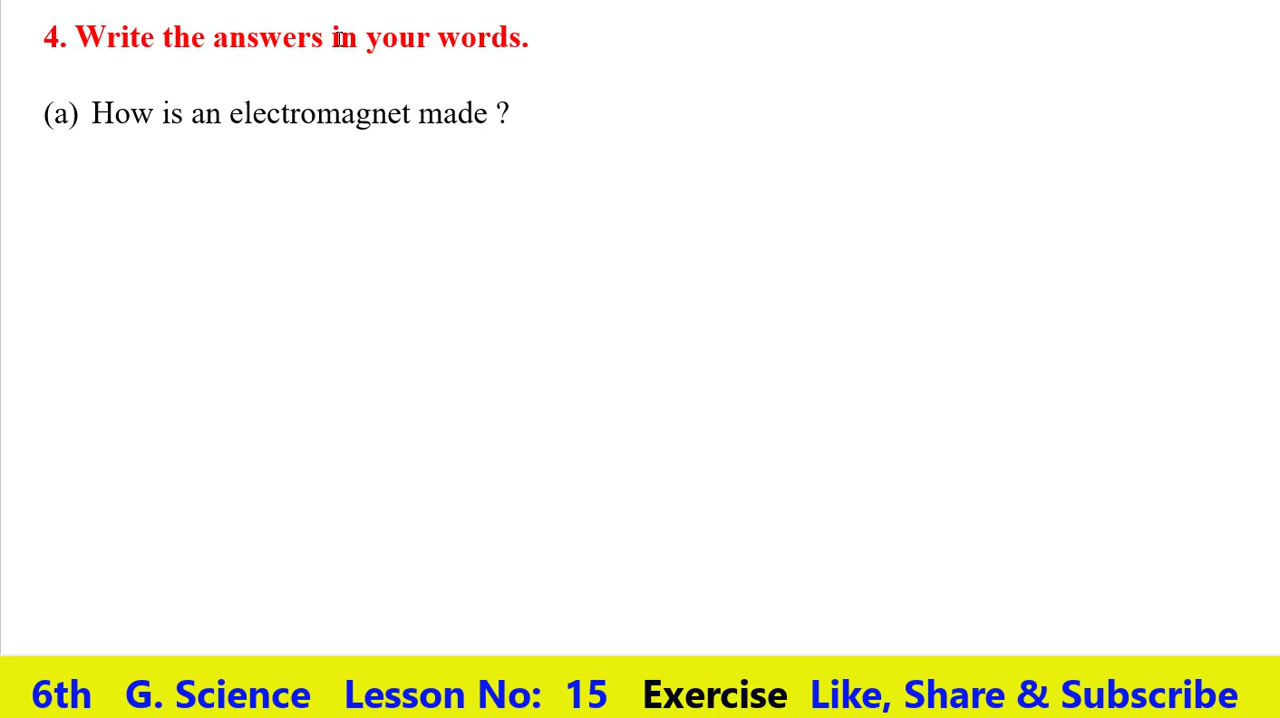 4. Write the answers in your words.
(a) How is an electromagnet made ?
6th G. Science Lesson No: 15 Exercise Like, Share & Subscribe